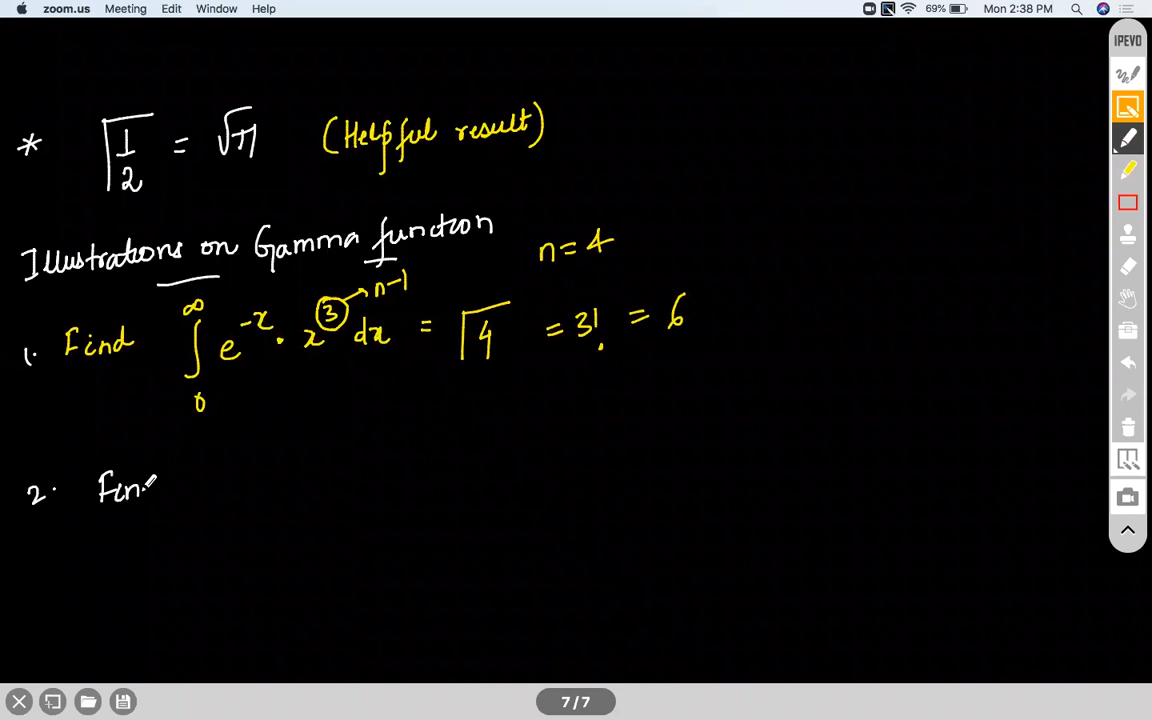 zoom.us Meeting Edit Window Help 69% Mon 2:38 PM
IPEVO
* Γ1/2 = √π (Helpful result)
Illustrations on Gamma function
n = 4
1. Find ∫₀^∞ e^-x · x^3 dx = Γ4 = 3! = 6
n-1
2. Fin
7/7